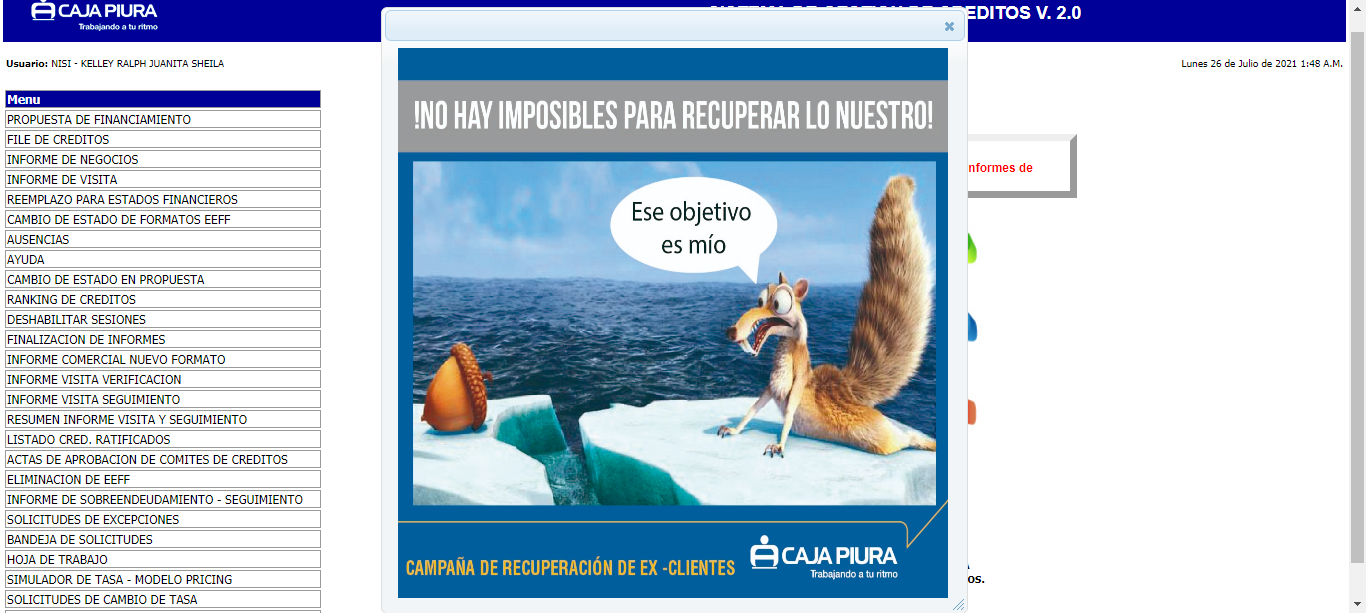 CAJA PIURA
Trabajando a tu ritmo
CREDITOS V. 2.0
Usuario: NISI - KELLEY RALPH JUANITA SHEILA
Lunes 26 de Julio de 2021 1:48 A.M.
Menu
PROPUESTA DE FINANCIAMIENTO
FILE DE CREDITOS
INFORME DE NEGOCIOS
INFORME DE VISITA
REEMPLAZO PARA ESTADOS FINANCIEROS
CAMBIO DE ESTADO DE FORMATOS EEFF
AUSENCIAS
AYUDA
CAMBIO DE ESTADO EN PROPUESTA
RANKING DE CREDITOS
DESHABILITAR SESIONES
FINALIZACION DE INFORMES
INFORME COMERCIAL NUEVO FORMATO
INFORME VISITA VERIFICACION
INFORME VISITA SEGUIMIENTO
RESUMEN INFORME VISITA Y SEGUIMIENTO
LISTADO CRED. RATIFICADOS
ACTAS DE APROBACION DE COMITES DE CREDITOS
ELIMINACION DE EEFF
INFORME DE SOBREENDEUDAMIENTO - SEGUIMIENTO
SOLICITUDES DE EXCEPCIONES
BANDEJA DE SOLICITUDES
HOJA DE TRABAJO
SIMULADOR DE TASA - MODELO PRICING
SOLICITUDES DE CAMBIO DE TASA
!NO HAY IMPOSIBLES PARA RECUPERAR LO NUESTRO!
Ese objetivo
es mío
CAMPAÑA DE RECUPERACIÓN DE EX -CLIENTES
CAJA PIURA
Trabajando a tu ritmo
nformes de
os.